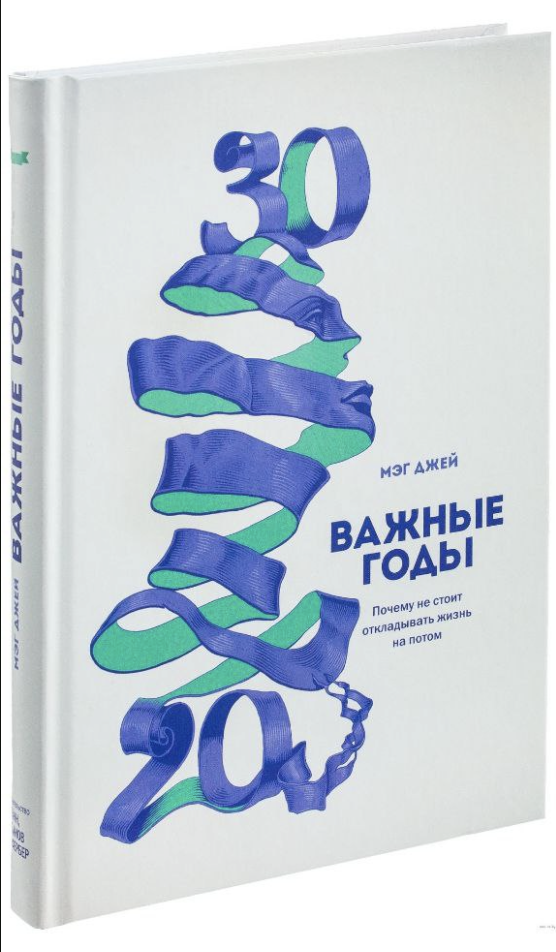 30
МЭГ ДЖЕЙ
ВАЖНЫЕ
ГОДЫ
Почему не стоит
откладывать жизнь
на потом
20
МЭГ ДЖЕЙ ВАЖНЫЕ ГОДЫ